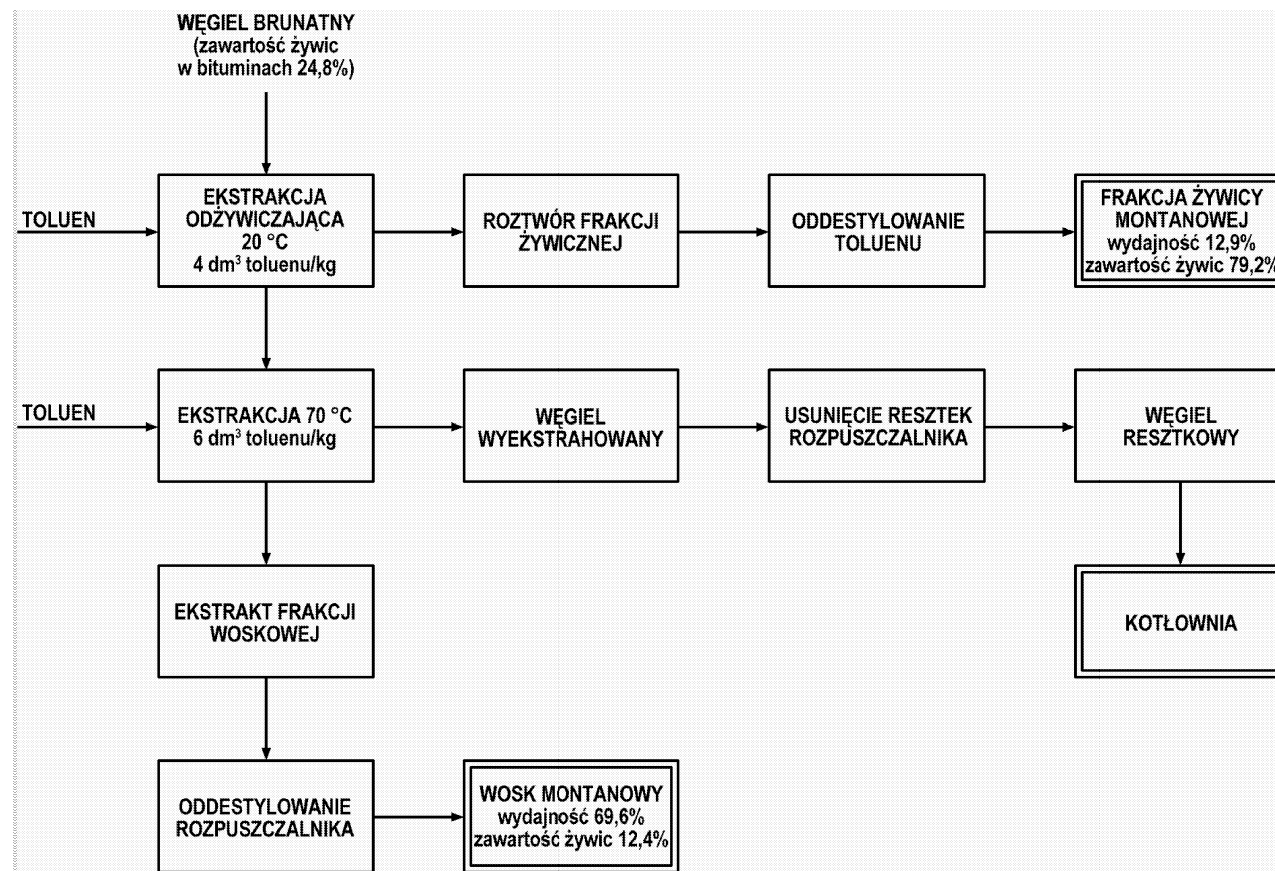 WĘGIEL BRUNATNY
(zawartość żywic
w bituminach 24,8%)
TOLUEN
EKSTRAKCJA
ODŻYWICZAJĄCA
20 °C
4 dm³ toluenu/kg
ROZTWÓR FRAKCJI
ŻYWICZNEJ
ODDESTYLOWANIE
TOLUENU
FRAKCJA ŻYWICY
MONTANOWEJ
wydajność 12,9%
zawartość żywic 79,2%
TOLUEN
EKSTRAKCJA 70 °C
6 dm³ toluenu/kg
WĘGIEL
WYEKSTRAHOWANY
USUNIĘCIE RESZTEK
ROZPUSZCZALNIKA
WĘGIEL
RESZTKOWY
EKSTRAKT FRAKCJI
WOSKOWEJ
KOTŁOWNIA
ODDESTYLOWANIE
ROZPUSZCZALNIKA
WOSK MONTANOWY
wydajność 69,6%
zawartość żywic 12,4%